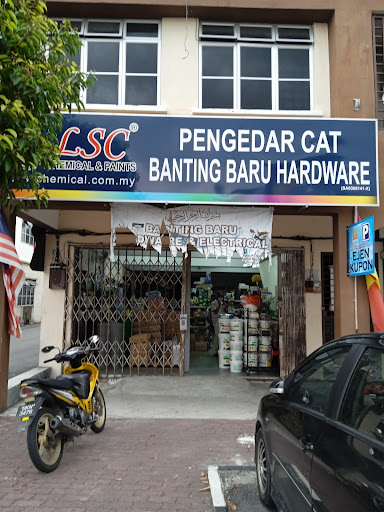 LSC®
CHEMICAL & PAINTS
chemical.com.my
PENGEDAR CAT
BANTING BARU HARDWARE
BANTING BARU
ELECTRICAL
P
EJEN
KUPON